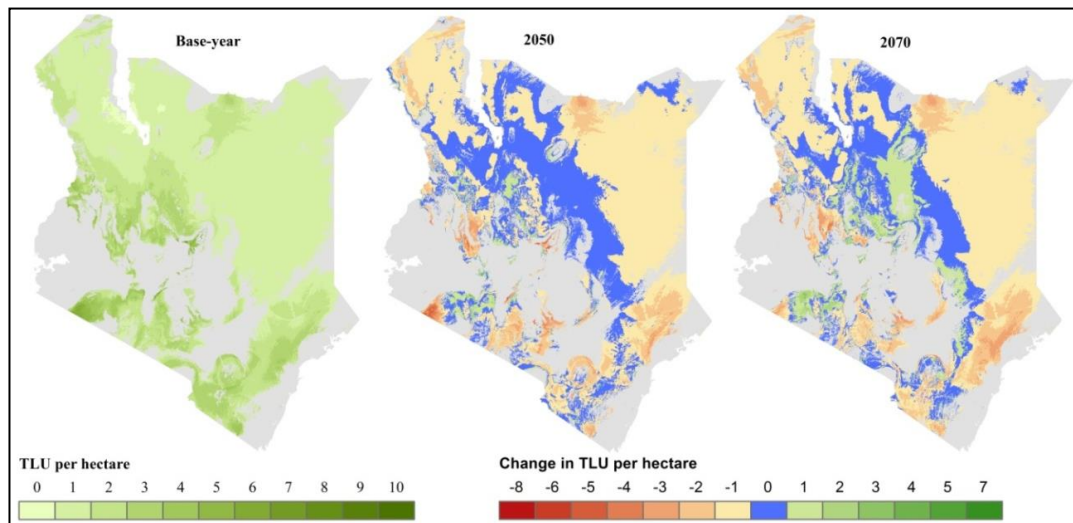 Base-year
2050
2070
TLU per hectare
0 1 2 3 4 5 6 7 8 9 10
Change in TLU per hectare
-8 -6 -5 -4 -3 -2 -1 0 1 2 3 4 5 7